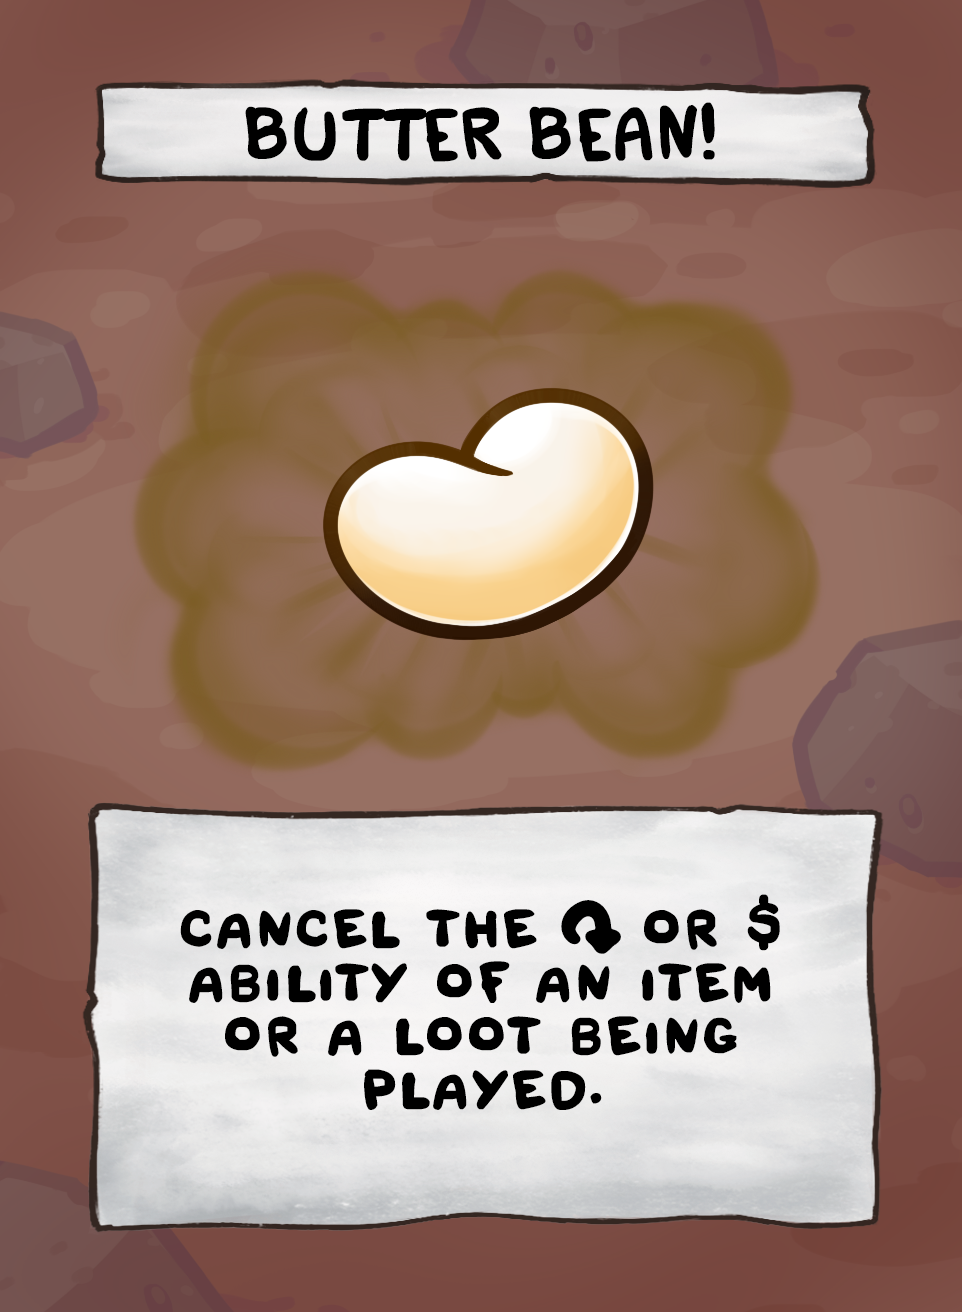 BUTTER BEAN!
CANCEL THE ↷ OR $
ABILITY OF AN ITEM
OR A LOOT BEING
PLAYED.